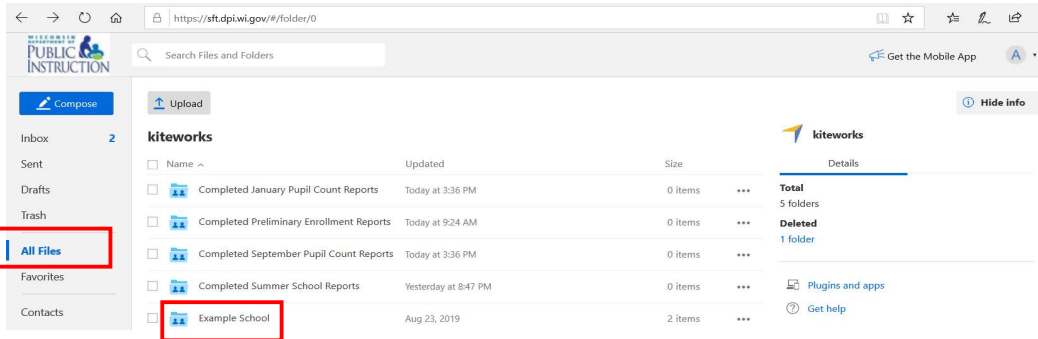 https://sft.dpi.wi.gov/#/folder/0
WISCONSIN
DEPARTMENT OF
PUBLIC
INSTRUCTION
Search Files and Folders
Get the Mobile App
A
Compose
Upload
Hide info
Inbox 2
Sent
Drafts
Trash
All Files
Favorites
Contacts
kiteworks
Name Updated Size
Completed January Pupil Count Reports Today at 3:36 PM 0 items
Completed Preliminary Enrollment Reports Today at 9:24 AM 0 items
Completed September Pupil Count Reports Today at 3:36 PM 0 items
Completed Summer School Reports Yesterday at 8:47 PM 0 items
Example School Aug 23, 2019 2 items
kiteworks
Details
Total
5 folders
Deleted
1 folder
Plugins and apps
Get help